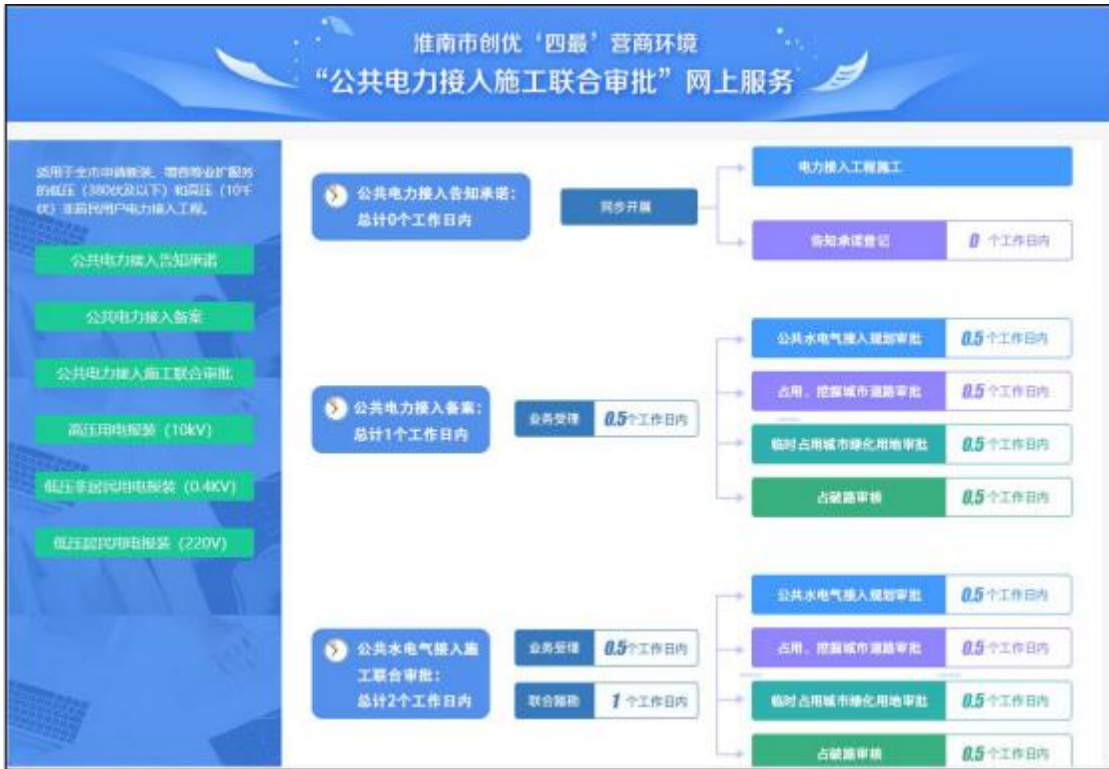 淮南市创优‘四最’营商环境
“公共电力接入施工联合审批”网上服务
适用于全市申请新装、增容等业扩服务
的低压（380伏及以下）和高压（10千
伏）非居民用户电力接入工程。
公共电力接入告知承诺
公共电力接入备案
公共电力接入施工联合审批
高压用电报装（10kV）
低压非居民用电报装（0.4KV）
低压居民用电报装（220V）
公共电力接入告知承诺：
总计0个工作日内
同步开展
电力接入工程施工
告知承诺登记
0 个工作日内
公共电力接入备案：
总计1个工作日内
业务受理
0.5个工作日内
公共水电气接入规划审批
0.5个工作日内
占用、挖掘城市道路审批
0.5个工作日内
临时占用城市绿化用地审批
0.5个工作日内
占破路审核
0.5个工作日内
公共水电气接入施
工联合审批：
总计2个工作日内
业务受理
0.5个工作日内
联合踏勘
1 个工作日内
公共水电气接入规划审批
0.5个工作日内
占用、挖掘城市道路审批
0.5个工作日内
临时占用城市绿化用地审批
0.5个工作日内
占破路审核
0.5个工作日内